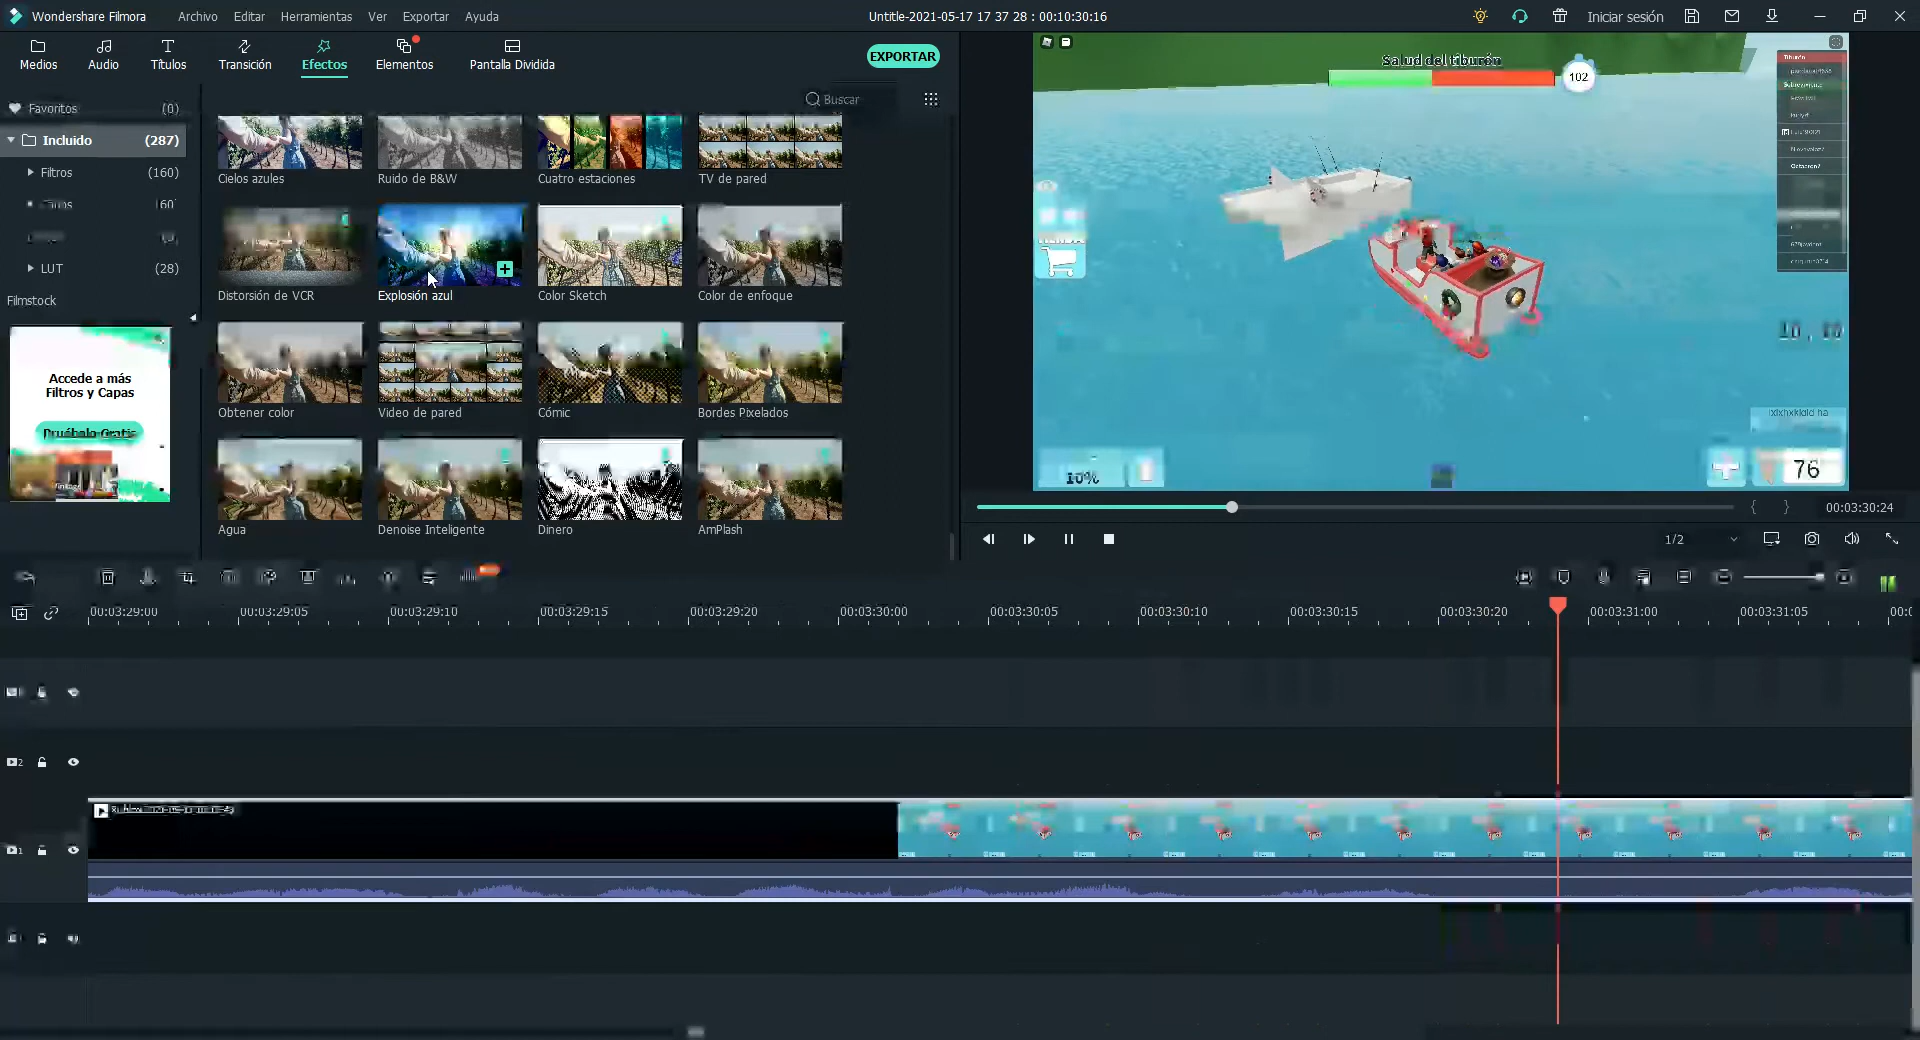 Wondershare Filmora
Archivo Editar Herramientas Ver Exportar Ayuda
Untitle-2021-05-17 17 37 28 : 00:10:30:16
Iniciar sesión
Medios Audio Títulos Transición Efectos Elementos Pantalla Dividida
EXPORTAR
Favoritos (0)
Buscar
Incluido (287)
Filtros (160)
LUT (28)
Filmstock
Accede a más
Filtros y Capas
Pruébalo Gratis
Cielos azules Ruido de B&W Cuatro estaciones TV de pared
Distorsión de VCR Explosión azul Color Sketch Color de enfoque
Obtener color Video de pared Cómic Bordes Pixelados
Agua Denoise Inteligente Dinero AmPlash
Salud del tiburón
102
Tiburón
10%
76
00:03:30:24
1/2
00:03:29:00 00:03:29:05 00:03:29:10 00:03:29:15 00:03:29:20 00:03:30:00 00:03:30:05 00:03:30:10 00:03:30:15 00:03:30:20 00:03:31:00 00:03:31:05
2
1